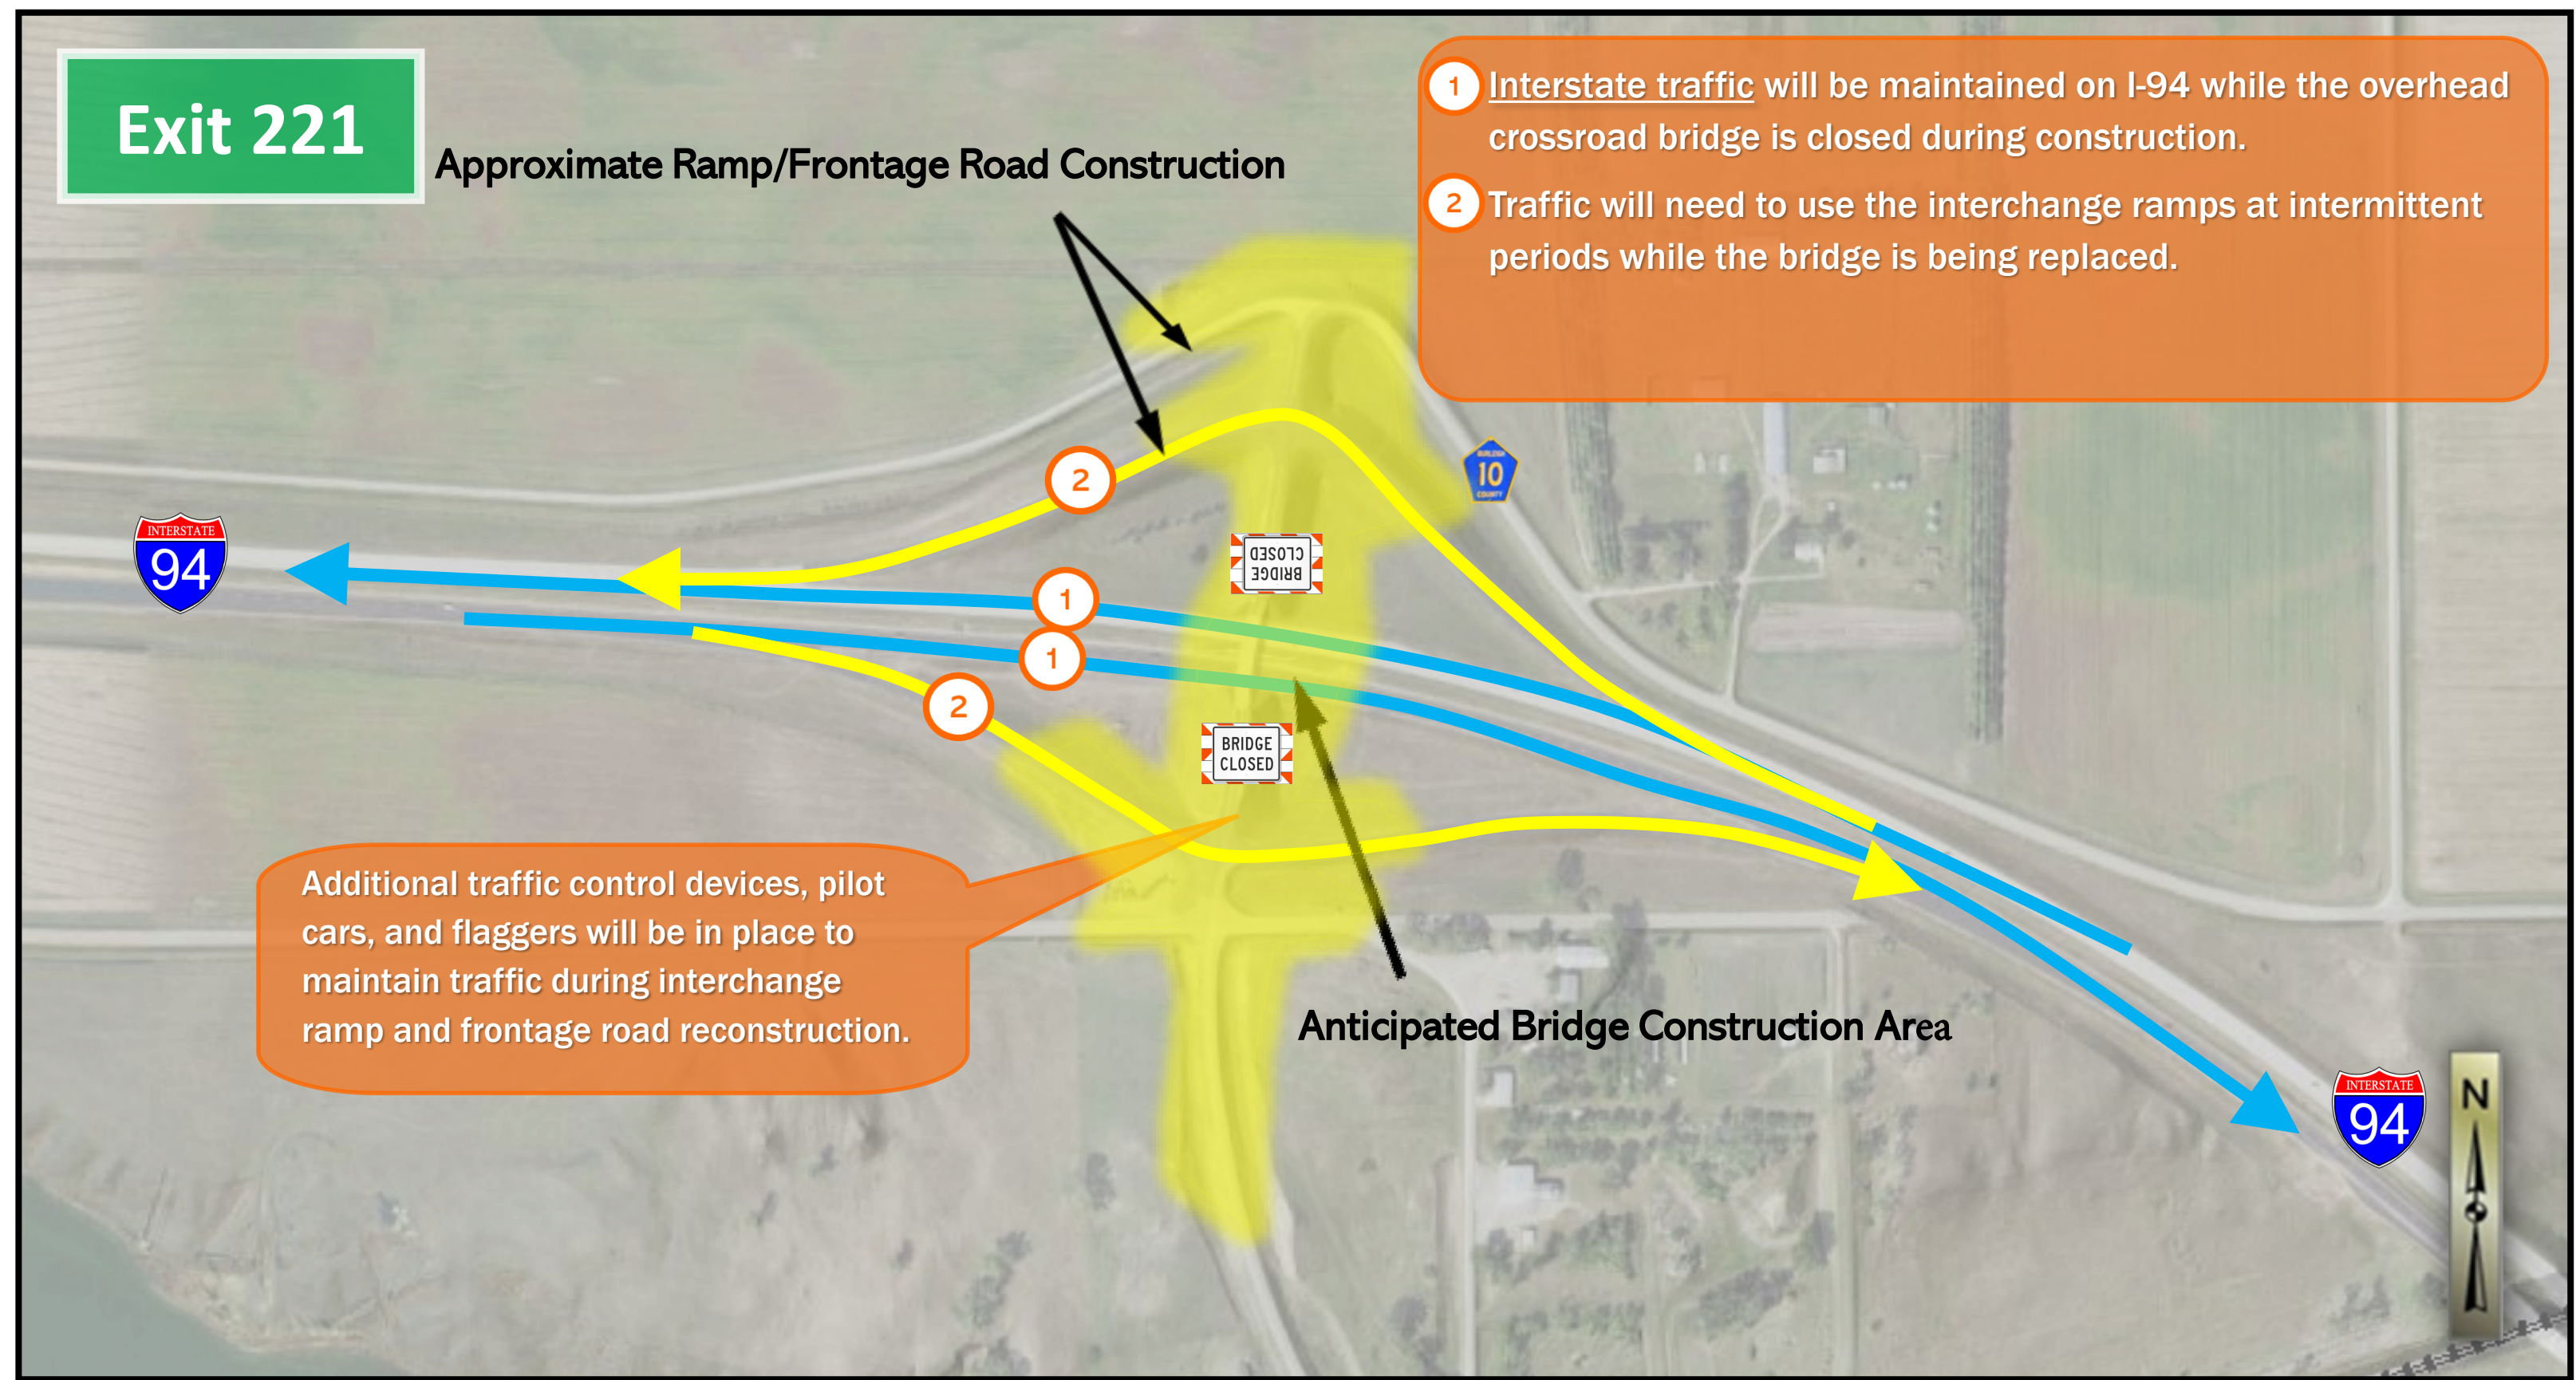 Exit 221
Approximate Ramp/Frontage Road Construction
1 Interstate traffic will be maintained on I-94 while the overhead
crossroad bridge is closed during construction.
2 Traffic will need to use the interchange ramps at intermittent
periods while the bridge is being replaced.
BURLEIGH
10
COUNTY
2
INTERSTATE
94
BRIDGE
CLOSED
1
1
2
BRIDGE
CLOSED
Additional traffic control devices, pilot
cars, and flaggers will be in place to
maintain traffic during interchange
ramp and frontage road reconstruction.
Anticipated Bridge Construction Area
INTERSTATE
94
N